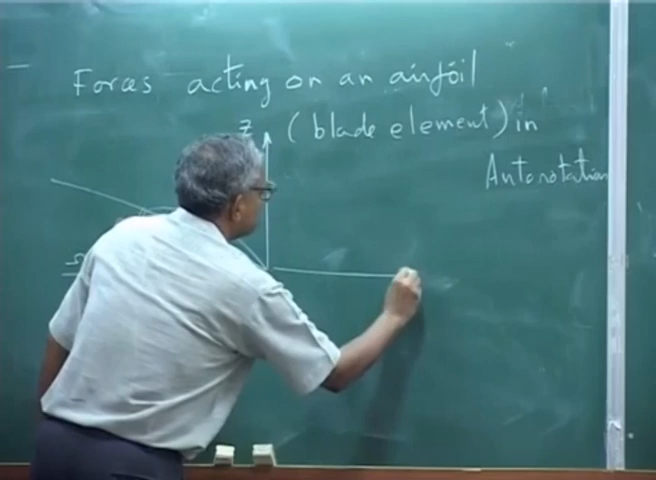 Forces acting on an airfoil
Z (blade element) in
Autorotation